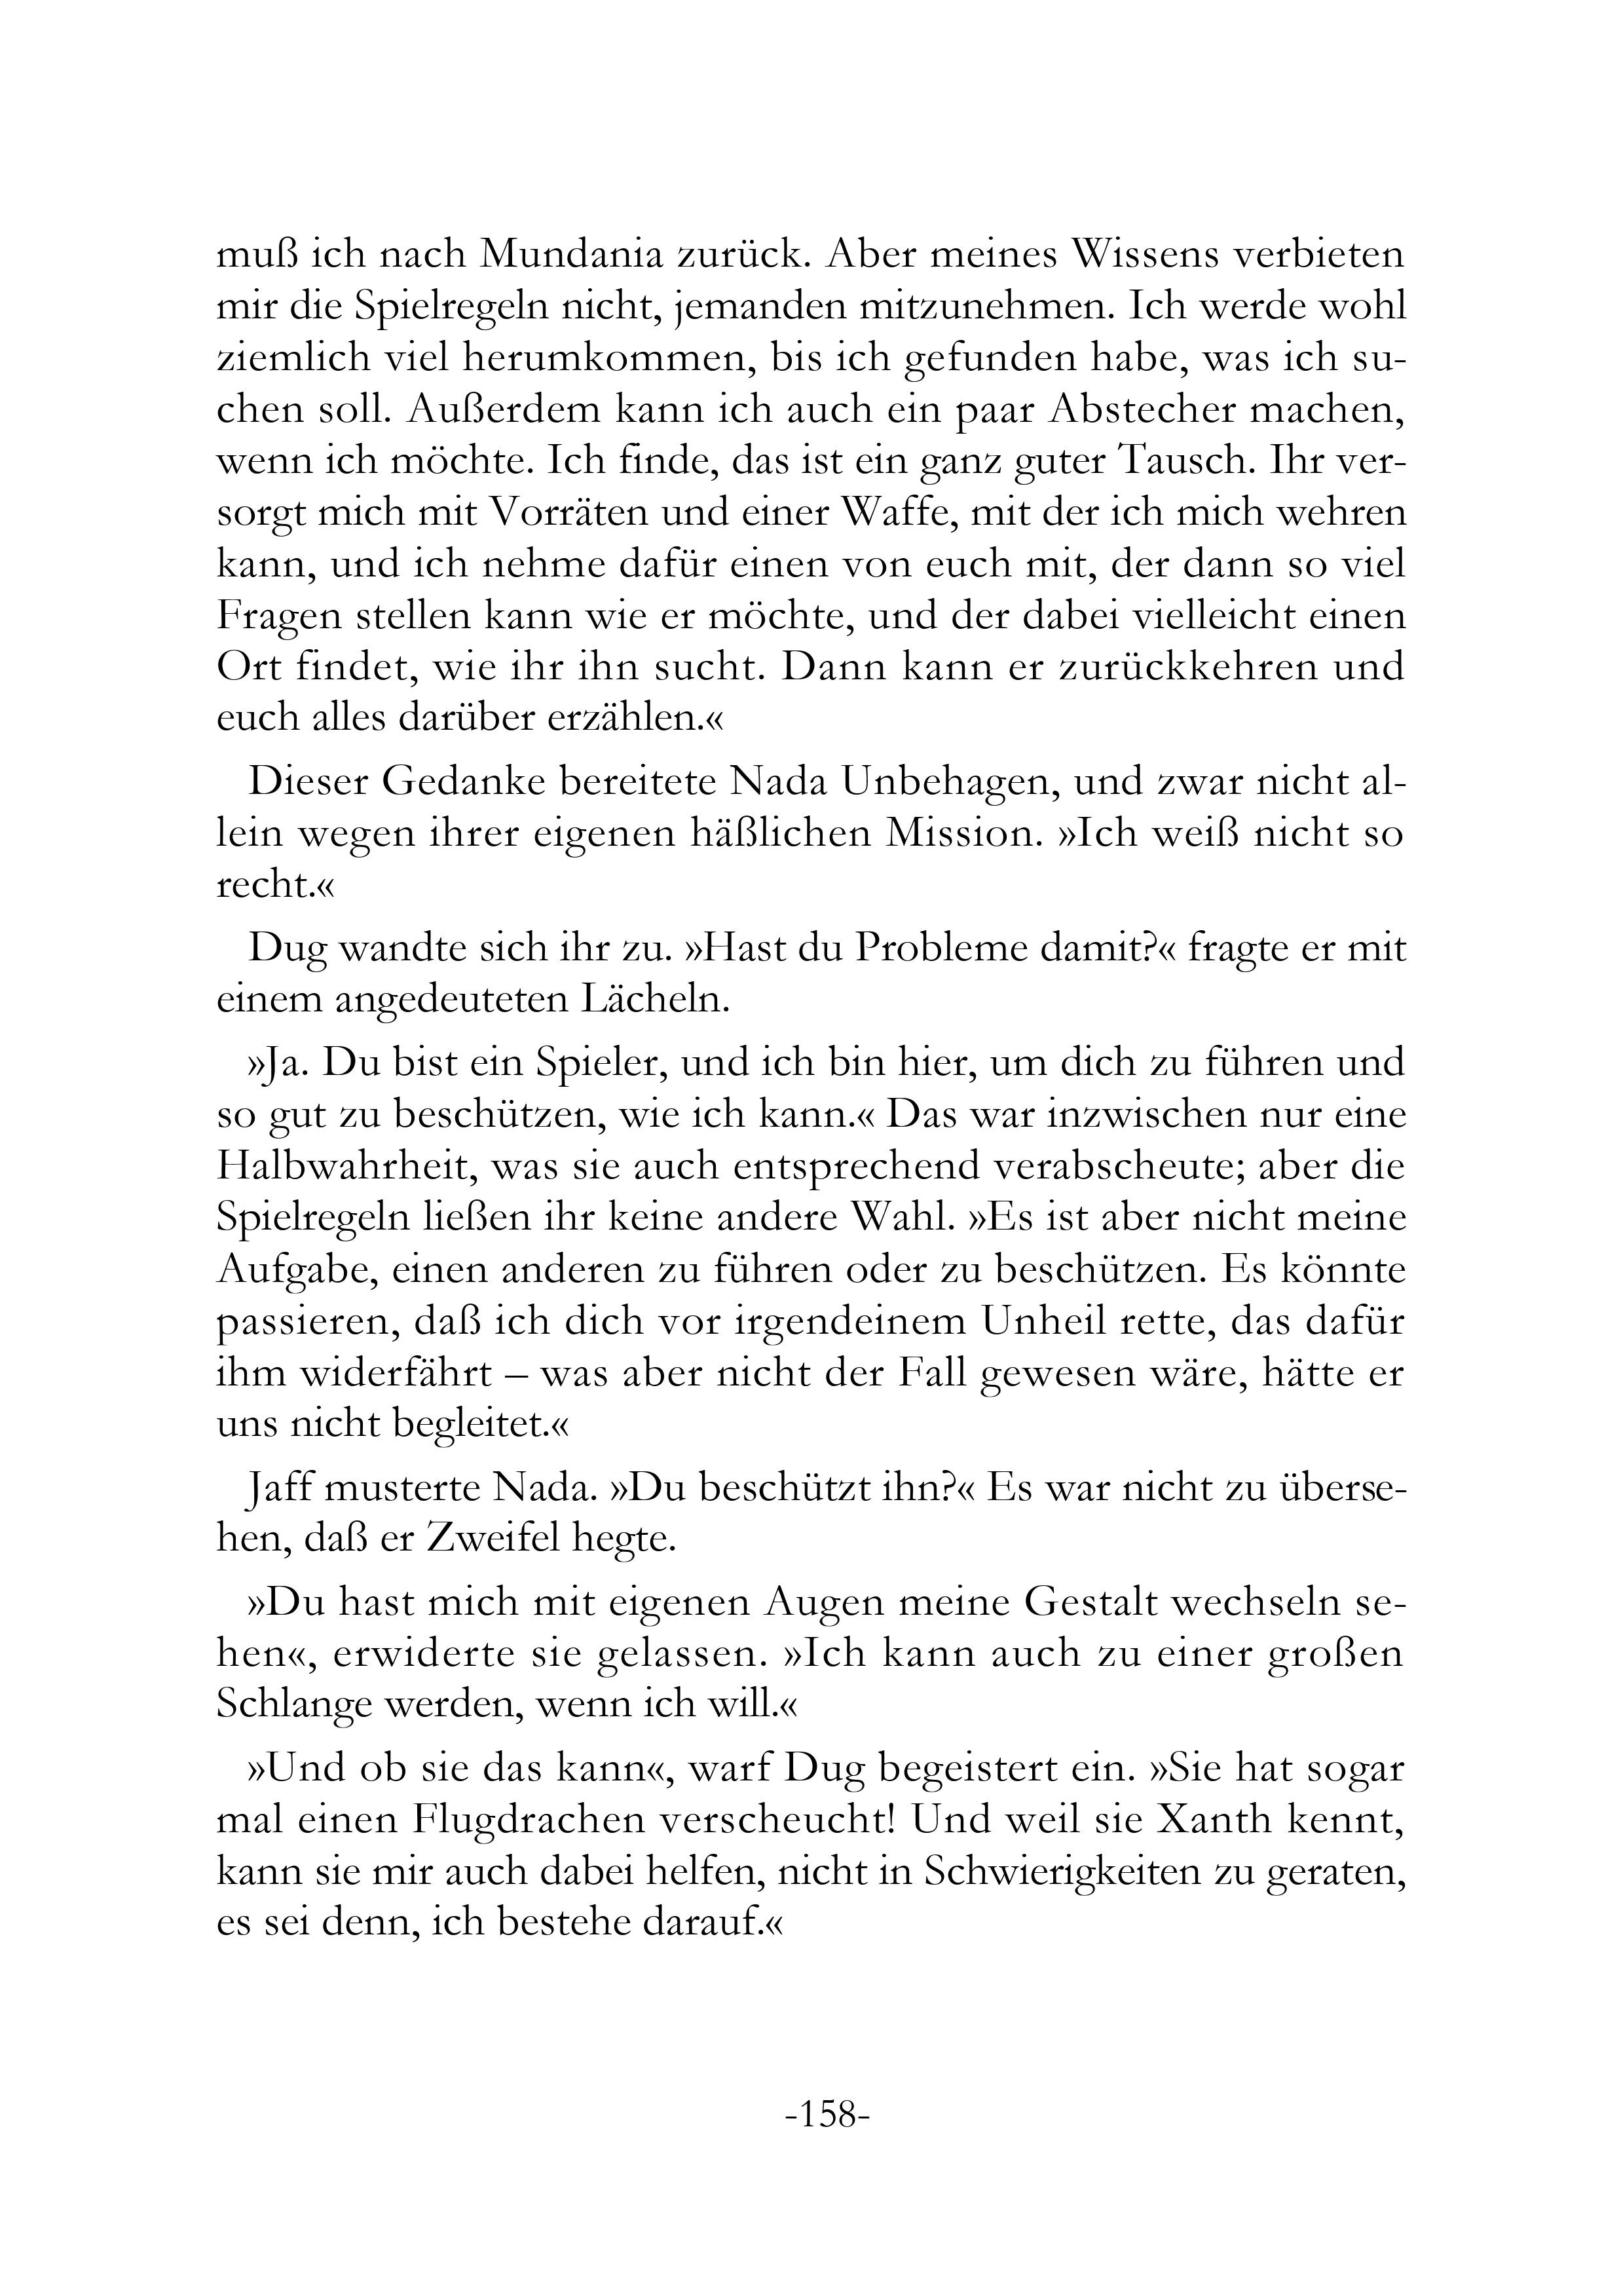 muß ich nach Mundania zurück. Aber meines Wissens verbieten
mir die Spielregeln nicht, jemanden mitzunehmen. Ich werde wohl
ziemlich viel herumkommen, bis ich gefunden habe, was ich su-
chen soll. Außerdem kann ich auch ein paar Abstecher machen,
wenn ich möchte. Ich finde, das ist ein ganz guter Tausch. Ihr ver-
sorgt mich mit Vorräten und einer Waffe, mit der ich mich wehren
kann, und ich nehme dafür einen von euch mit, der dann so viel
Fragen stellen kann wie er möchte, und der dabei vielleicht einen
Ort findet, wie ihr ihn sucht. Dann kann er zurückkehren und
euch alles darüber erzählen.«
Dieser Gedanke bereitete Nada Unbehagen, und zwar nicht al-
lein wegen ihrer eigenen häßlichen Mission. »Ich weiß nicht so
recht.«
Dug wandte sich ihr zu. »Hast du Probleme damit?« fragte er mit
einem angedeuteten Lächeln.
»Ja. Du bist ein Spieler, und ich bin hier, um dich zu führen und
so gut zu beschützen, wie ich kann.« Das war inzwischen nur eine
Halbwahrheit, was sie auch entsprechend verabscheute; aber die
Spielregeln ließen ihr keine andere Wahl. »Es ist aber nicht meine
Aufgabe, einen anderen zu führen oder zu beschützen. Es könnte
passieren, daß ich dich vor irgendeinem Unheil rette, das dafür
ihm widerfährt – was aber nicht der Fall gewesen wäre, hätte er
uns nicht begleitet.«
Jaff musterte Nada. »Du beschützt ihn?« Es war nicht zu überse-
hen, daß er Zweifel hegte.
»Du hast mich mit eigenen Augen meine Gestalt wechseln se-
hen«, erwiderte sie gelassen. »Ich kann auch zu einer großen
Schlange werden, wenn ich will.«
»Und ob sie das kann«, warf Dug begeistert ein. »Sie hat sogar
mal einen Flugdrachen verscheucht! Und weil sie Xanth kennt,
kann sie mir auch dabei helfen, nicht in Schwierigkeiten zu geraten,
es sei denn, ich bestehe darauf.«
-158-